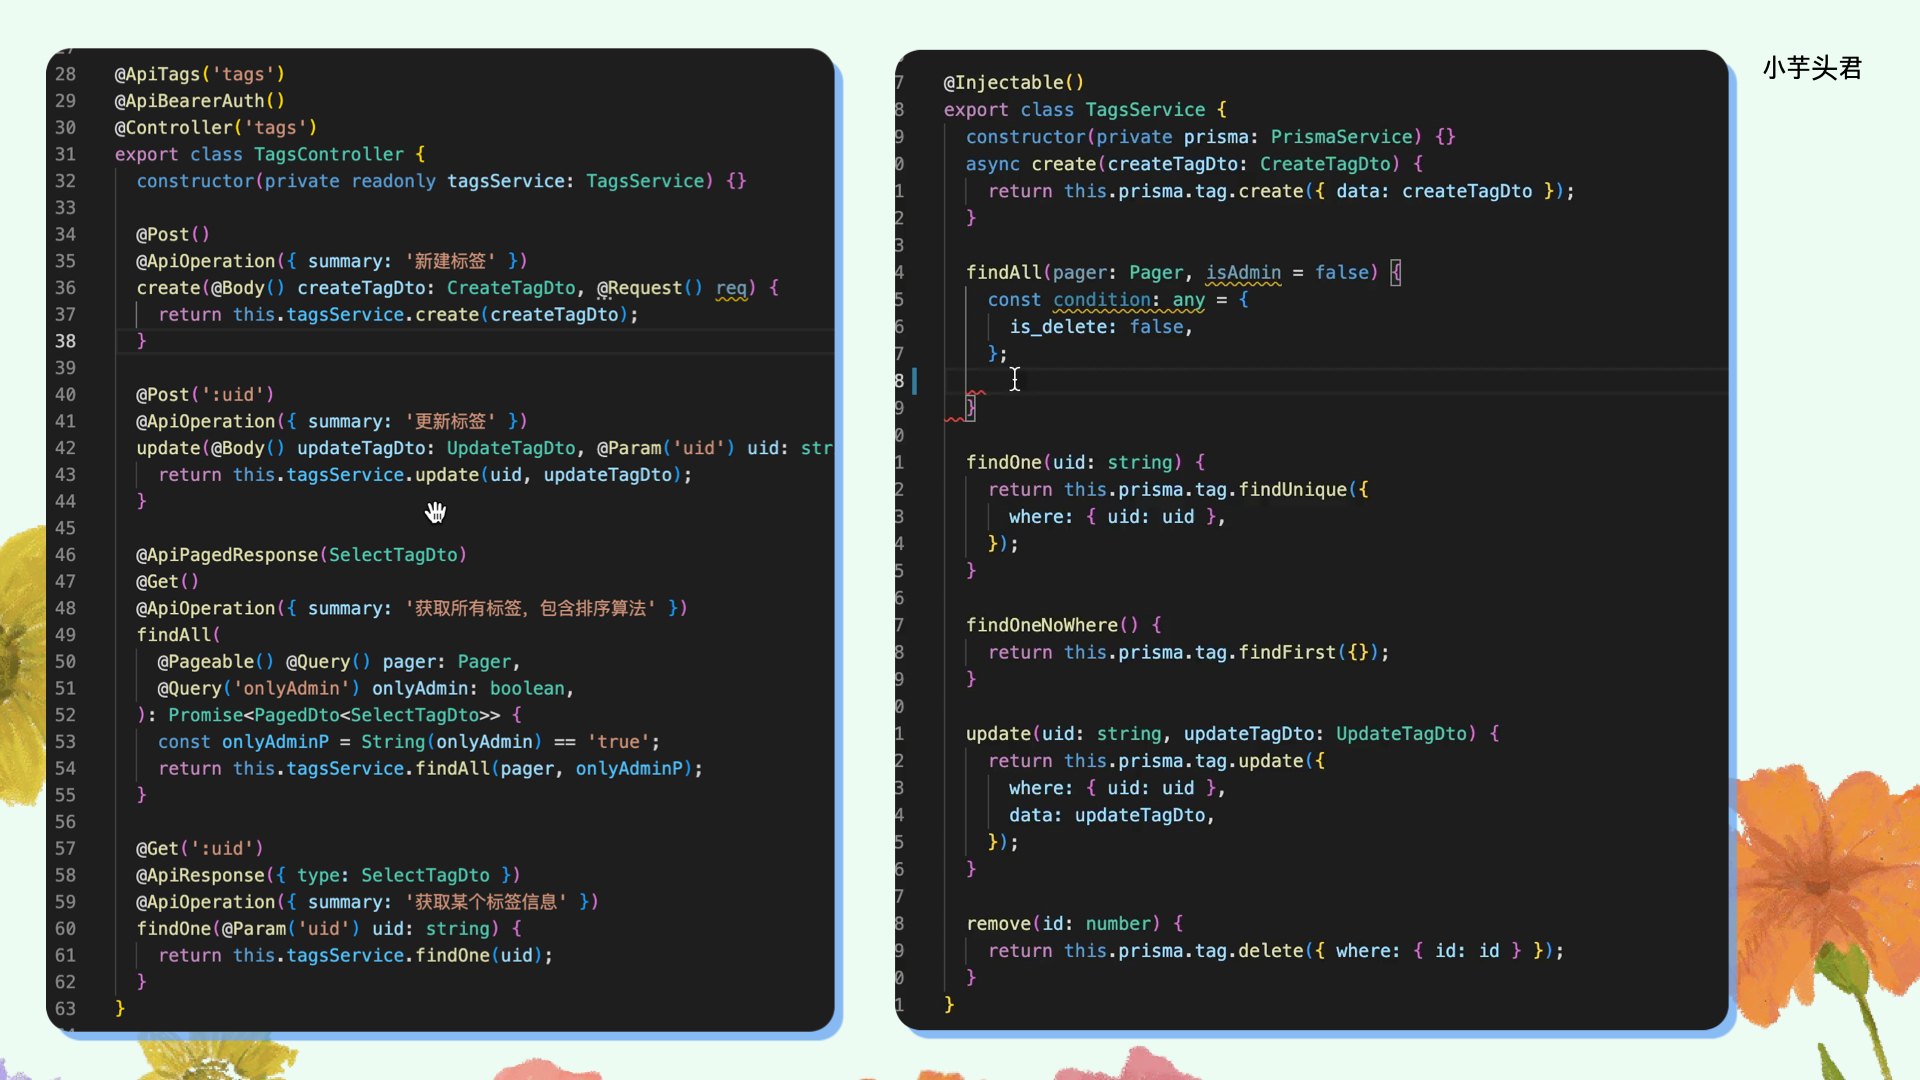 28 @ApiTags('tags')
29 @ApiBearerAuth()
30 @Controller('tags')
31 export class TagsController {
32 constructor(private readonly tagsService: TagsService) {}
33
34 @Post()
35 @ApiOperation({ summary: '新建标签' })
36 create(@Body() createTagDto: CreateTagDto, @Request() req) {
37 return this.tagsService.create(createTagDto);
38 }
39
40 @Post(':uid')
41 @ApiOperation({ summary: '更新标签' })
42 update(@Body() updateTagDto: UpdateTagDto, @Param('uid') uid: str
43 return this.tagsService.update(uid, updateTagDto);
44 }
45
46 @ApiPagedResponse(SelectTagDto)
47 @Get()
48 @ApiOperation({ summary: '获取所有标签，包含排序算法' })
49 findAll(
50 @Pageable() @Query() pager: Pager,
51 @Query('onlyAdmin') onlyAdmin: boolean,
52 ): Promise<PagedDto<SelectTagDto>> {
53 const onlyAdminP = String(onlyAdmin) == 'true';
54 return this.tagsService.findAll(pager, onlyAdminP);
55 }
56
57 @Get(':uid')
58 @ApiResponse({ type: SelectTagDto })
59 @ApiOperation({ summary: '获取某个标签信息' })
60 findOne(@Param('uid') uid: string) {
61 return this.tagsService.findOne(uid);
62 }
63 }
7 @Injectable()
8 export class TagsService {
9 constructor(private prisma: PrismaService) {}
0 async create(createTagDto: CreateTagDto) {
1 return this.prisma.tag.create({ data: createTagDto });
2 }
3
4 findAll(pager: Pager, isAdmin = false) {
5 const condition: any = {
6 is_delete: false,
7 };
8
9 }
0
1 findOne(uid: string) {
2 return this.prisma.tag.findUnique({
3 where: { uid: uid },
4 });
5 }
6
7 findOneNoWhere() {
8 return this.prisma.tag.findFirst({});
9 }
0
1 update(uid: string, updateTagDto: UpdateTagDto) {
2 return this.prisma.tag.update({
3 where: { uid: uid },
4 data: updateTagDto,
5 });
6 }
7
8 remove(id: number) {
9 return this.prisma.tag.delete({ where: { id: id } });
0 }
1 }
小芋头君